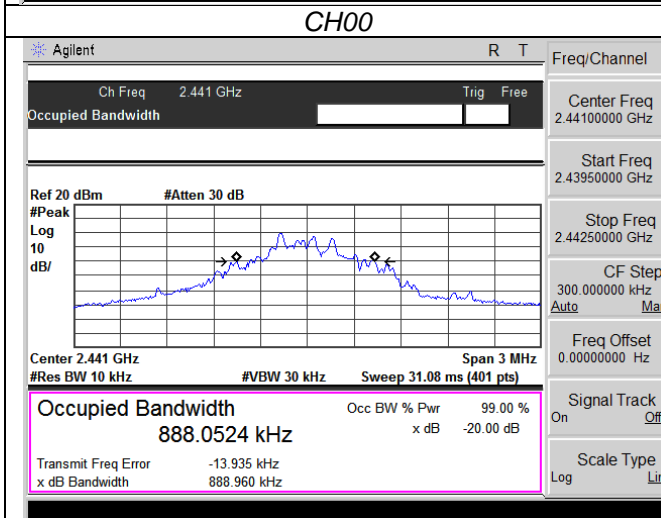 CH00
Agilent R T
Ch Freq 2.441 GHz Trig Free
Occupied Bandwidth
Ref 20 dBm #Atten 30 dB
#Peak
Log
10
dB/
Center 2.441 GHz Span 3 MHz
#Res BW 10 kHz #VBW 30 kHz Sweep 31.08 ms (401 pts)
Occupied Bandwidth Occ BW % Pwr 99.00 %
888.0524 kHz x dB -20.00 dB
Transmit Freq Error -13.935 kHz
x dB Bandwidth 888.960 kHz
Freq/Channel
Center Freq
2.44100000 GHz
Start Freq
2.43950000 GHz
Stop Freq
2.44250000 GHz
CF Step
300.000000 kHz
Auto Ma
Freq Offset
0.00000000 Hz
Signal Track
On Off
Scale Type
Log Lin